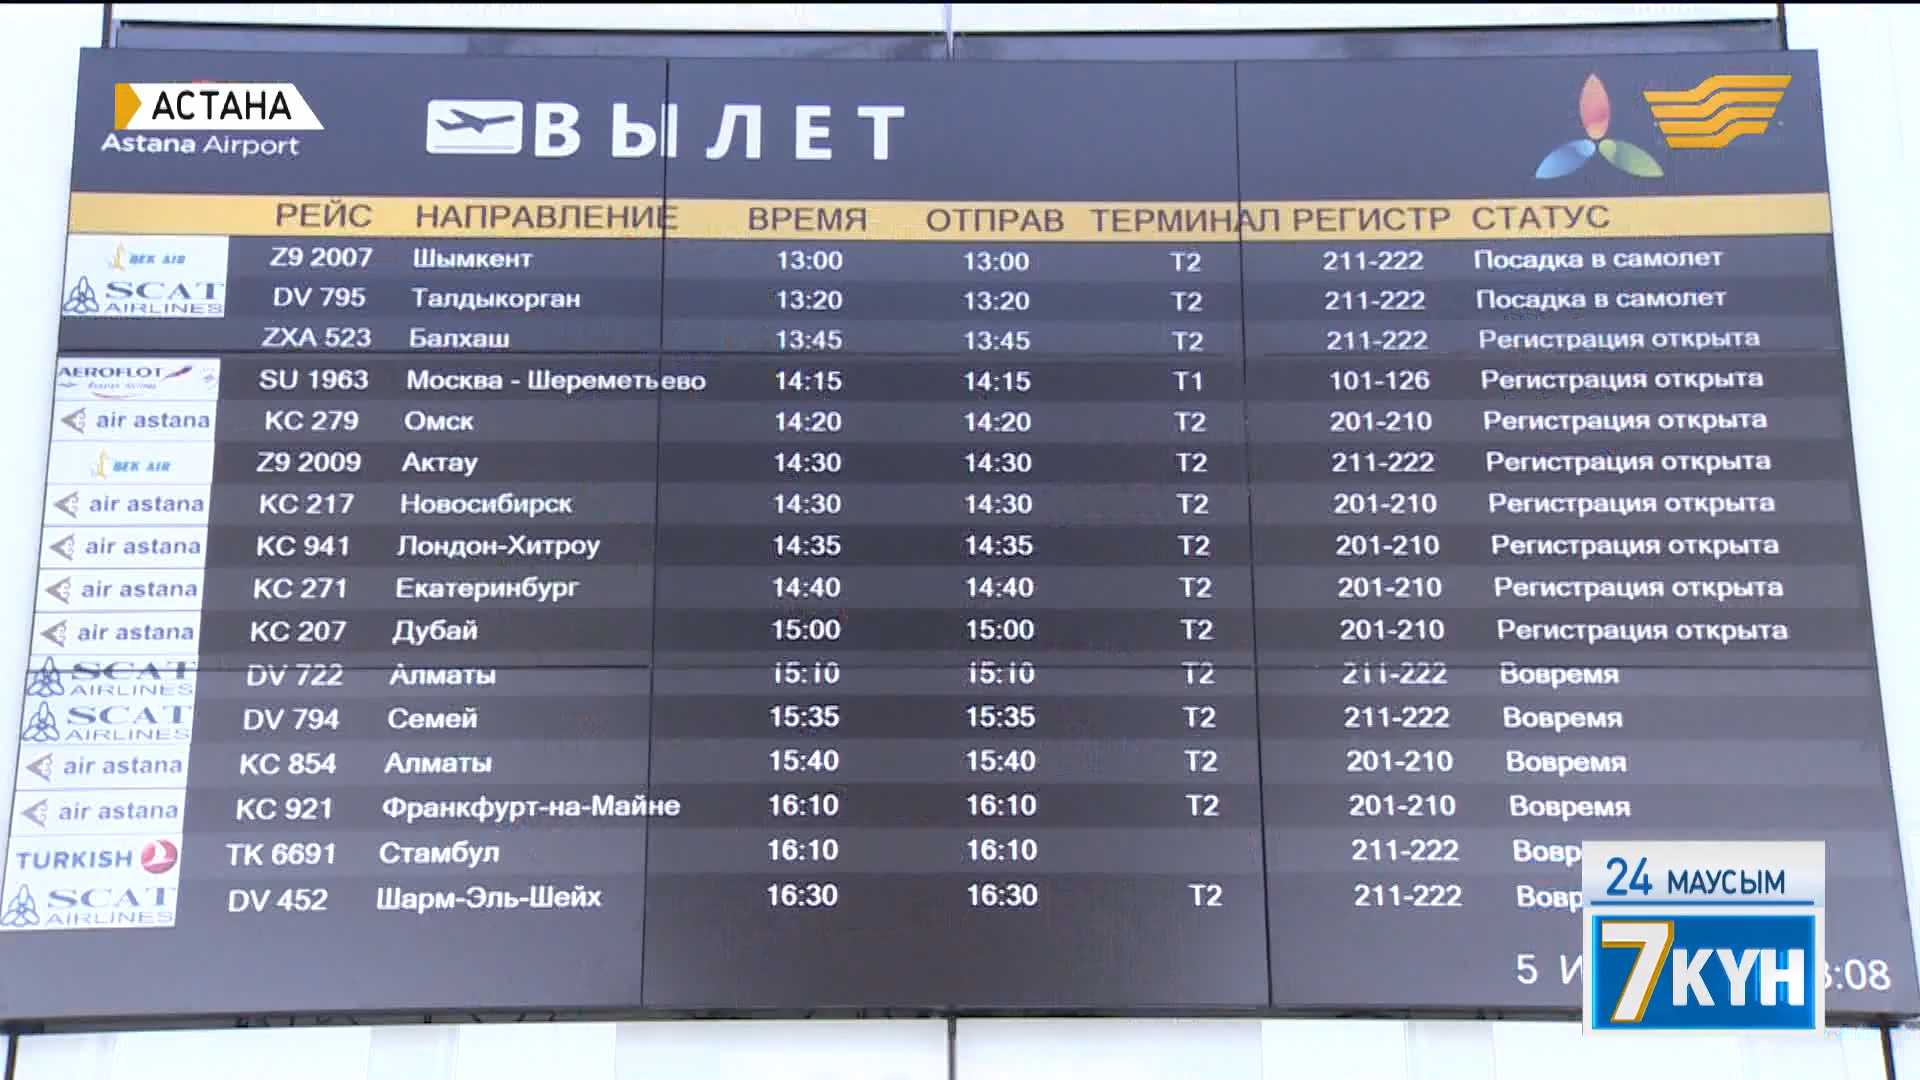 АСТАНА
Astana Airport
ВЫЛЕТ
РЕЙС НАПРАВЛЕНИЕ ВРЕМЯ ОТПРАВ ТЕРМИНАЛ РЕГИСТР СТАТУС
BEK AIR Z9 2007 Шымкент 13:00 13:00 T2 211-222 Посадка в самолет
SCAT AIRLINES DV 795 Талдыкорган 13:20 13:20 T2 211-222 Посадка в самолет
ZXA 523 Балхаш 13:45 13:45 T2 211-222 Регистрация открыта
AEROFLOT SU 1963 Москва - Шереметьево 14:15 14:15 T1 101-126 Регистрация открыта
air astana KC 279 Омск 14:20 14:20 T2 201-210 Регистрация открыта
BEK AIR Z9 2009 Актау 14:30 14:30 T2 211-222 Регистрация открыта
air astana KC 217 Новосибирск 14:30 14:30 T2 201-210 Регистрация открыта
air astana KC 941 Лондон-Хитроу 14:35 14:35 T2 201-210 Регистрация открыта
air astana KC 271 Екатеринбург 14:40 14:40 T2 201-210 Регистрация открыта
air astana KC 207 Дубай 15:00 15:00 T2 201-210 Регистрация открыта
SCAT AIRLINES DV 722 Алматы 15:10 15:10 T2 211-222 Вовремя
SCAT AIRLINES DV 794 Семей 15:35 15:35 T2 211-222 Вовремя
air astana KC 854 Алматы 15:40 15:40 T2 201-210 Вовремя
air astana KC 921 Франкфурт-на-Майне 16:10 16:10 T2 201-210 Вовремя
TURKISH TK 6691 Стамбул 16:10 16:10 211-222 Вовр
SCAT AIRLINES DV 452 Шарм-Эль-Шейх 16:30 16:30 T2 211-222 Вовр
5 :08
24 МАУСЫМ
7КҮН